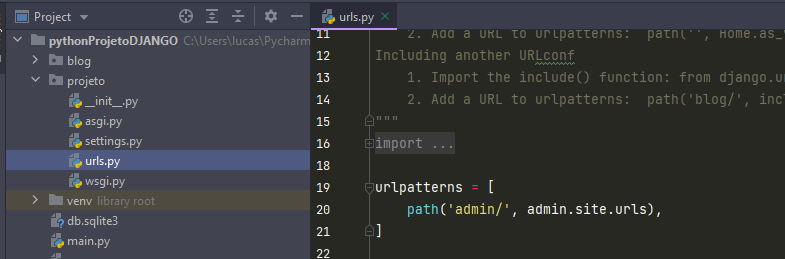 Project
pythonProjetoDJANGO C:\Users\lucas\Pycharm
blog
projeto
__init__.py
asgi.py
settings.py
urls.py
wsgi.py
venv library root
db.sqlite3
main.py
urls.py
11 2. Add a URL to urlpatterns: path('', Home.as_
12 Including another URLconf
13 1. Import the include() function: from django.ur
14 2. Add a URL to urlpatterns: path('blog/', incl
15 """
16 import ...
18
19 urlpatterns = [
20 path('admin/', admin.site.urls),
21 ]
22